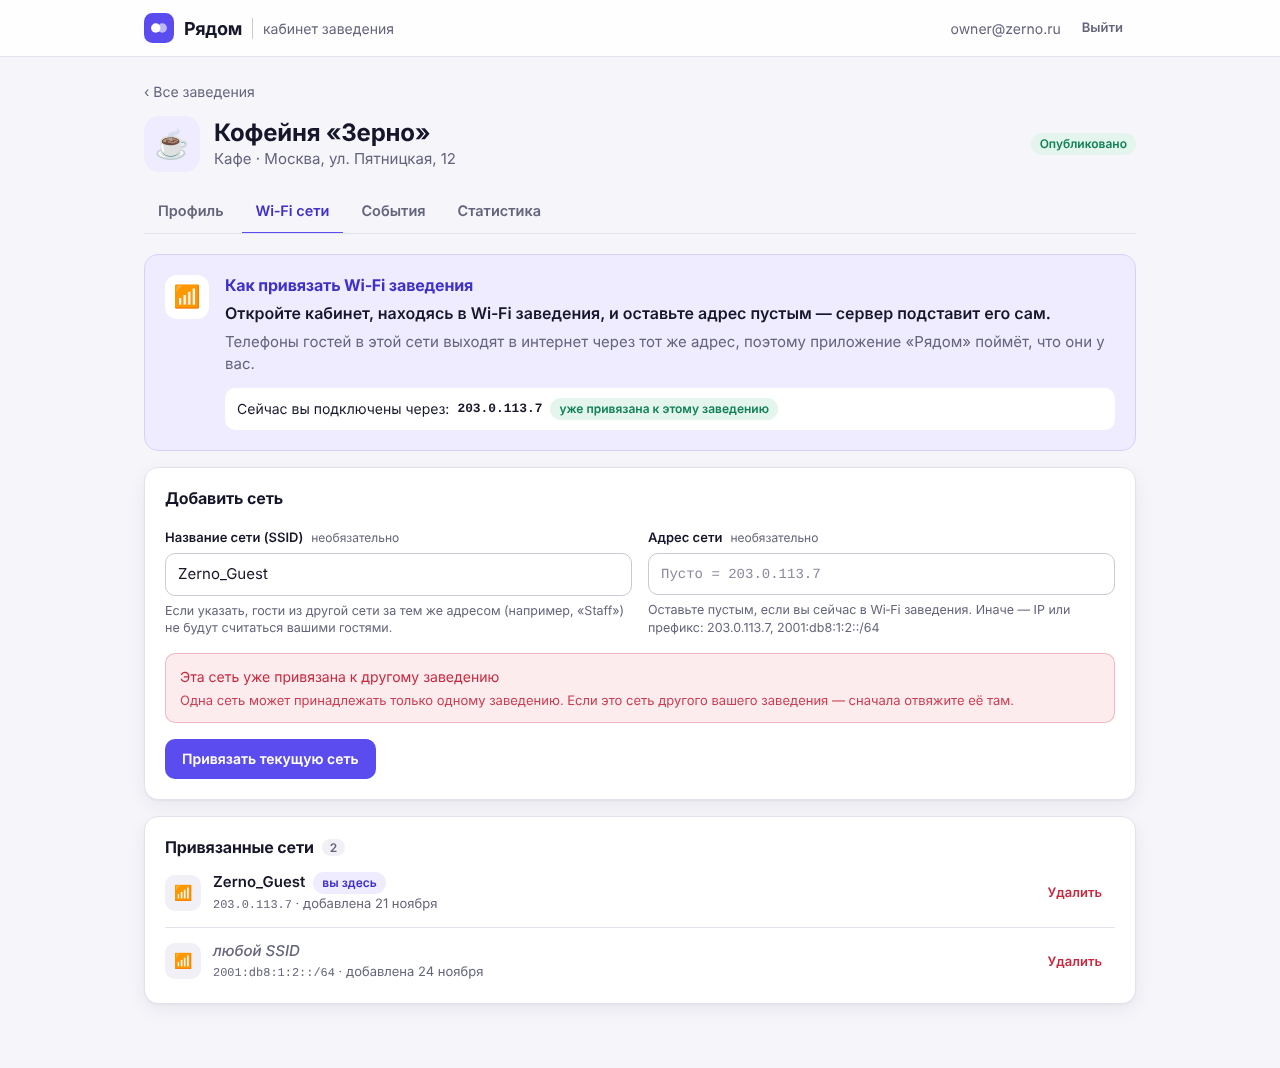 Рядом
кабинет заведения
owner@zerno.ru
Выйти
‹ Все заведения
Кофейня «Зерно»
Кафе · Москва, ул. Пятницкая, 12
Опубликовано
Профиль
Wi-Fi сети
События
Статистика
Как привязать Wi-Fi заведения
Откройте кабинет, находясь в Wi-Fi заведения, и оставьте адрес пустым — сервер подставит его сам.
Телефоны гостей в этой сети выходят в интернет через тот же адрес, поэтому приложение «Рядом» поймёт, что они у
вас.
Сейчас вы подключены через: 203.0.113.7 уже привязана к этому заведению
Добавить сеть
Название сети (SSID) необязательно
Zerno_Guest
Если указать, гости из другой сети за тем же адресом (например, «Staff»)
не будут считаться вашими гостями.
Адрес сети необязательно
Пусто = 203.0.113.7
Оставьте пустым, если вы сейчас в Wi-Fi заведения. Иначе — IP или
префикс: 203.0.113.7, 2001:db8:1:2::/64
Эта сеть уже привязана к другому заведению
Одна сеть может принадлежать только одному заведению. Если это сеть другого вашего заведения — сначала отвяжите её там.
Привязать текущую сеть
Привязанные сети 2
Zerno_Guest вы здесь
203.0.113.7 · добавлена 21 ноября
Удалить
любой SSID
2001:db8:1:2::/64 · добавлена 24 ноября
Удалить